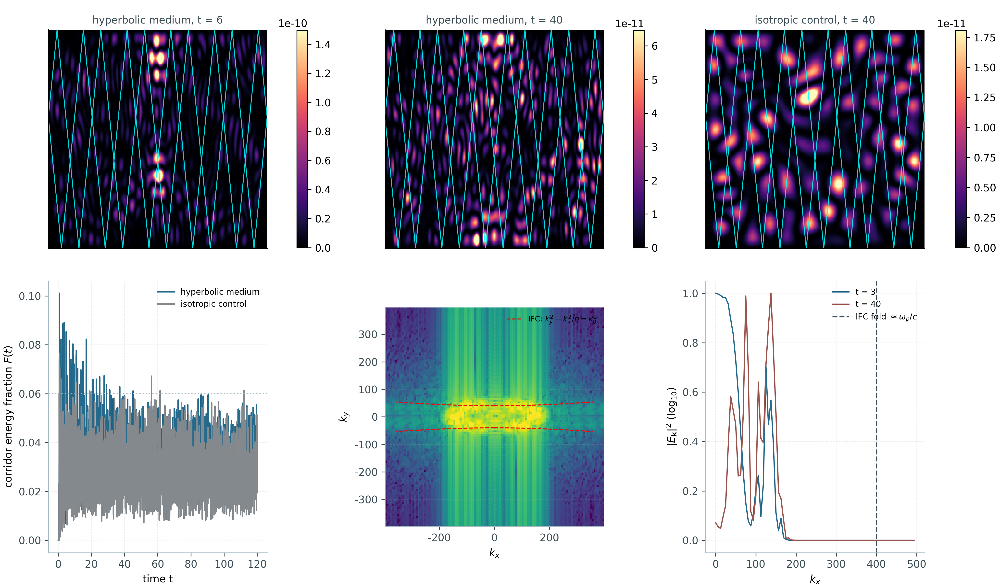 hyperbolic medium, t = 6
1e-10
1.4
1.2
1.0
0.8
0.6
0.4
0.2
0.0
hyperbolic medium, t = 40
1e-11
6
5
4
3
2
1
0
isotropic control, t = 40
1e-11
1.75
1.50
1.25
1.00
0.75
0.50
0.25
0.00
corridor energy fraction F(t)
0.10
0.08
0.06
0.04
0.02
0.00
hyperbolic medium
isotropic control
0 20 40 60 80 100 120
time t
k_y
300
200
100
0
-100
-200
-300
IFC: k_y^2 − k_x^2/η = k_0^2
-200 0 200
k_x
|E_𝐤|^2 (log_10)
1.0
0.8
0.6
0.4
0.2
0.0
t = 3
t = 40
IFC fold ≈ ω_p/c
0 100 200 300 400 500
k_x